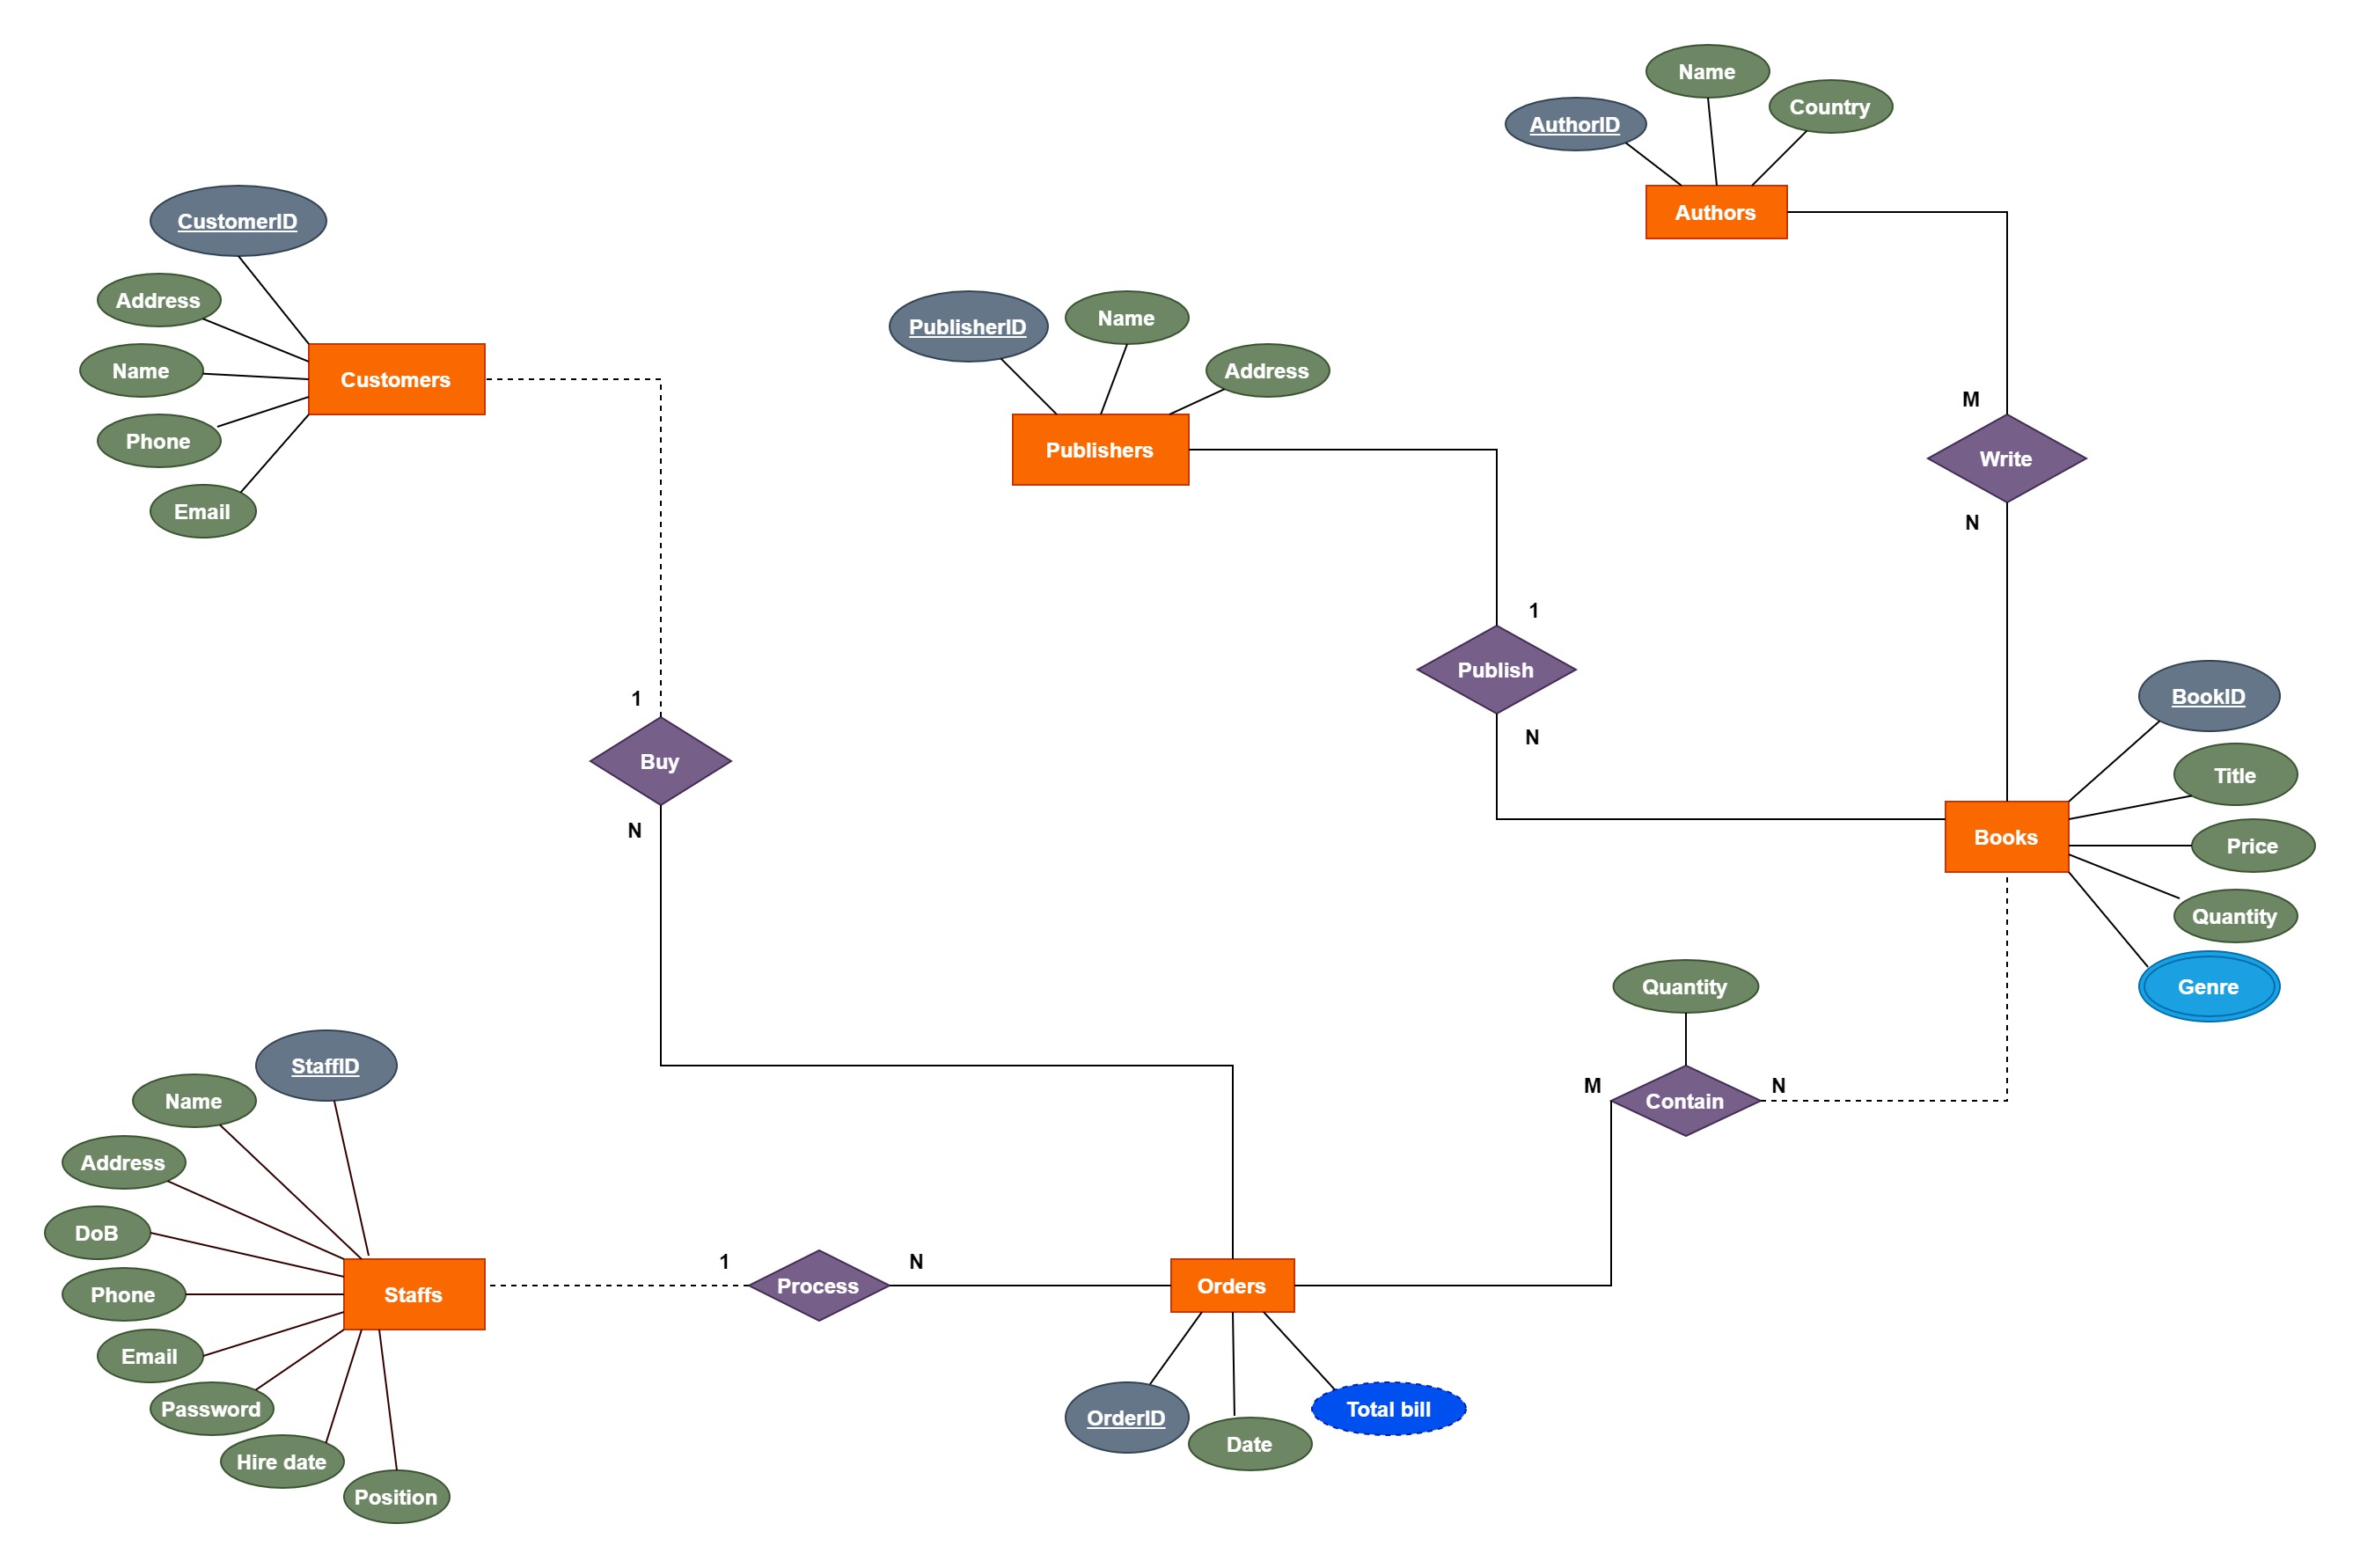 Name
Country
AuthorID
Authors
CustomerID
Address
Name
Phone
Email
Customers
PublisherID
Name
Address
Publishers
M
Write
N
1
Publish
N
1
Buy
N
BookID
Title
Price
Quantity
Genre
Books
Quantity
M
Contain
N
StaffID
Name
Address
DoB
Phone
Email
Password
Hire date
Position
Staffs
1
Process
N
Orders
OrderID
Date
Total bill